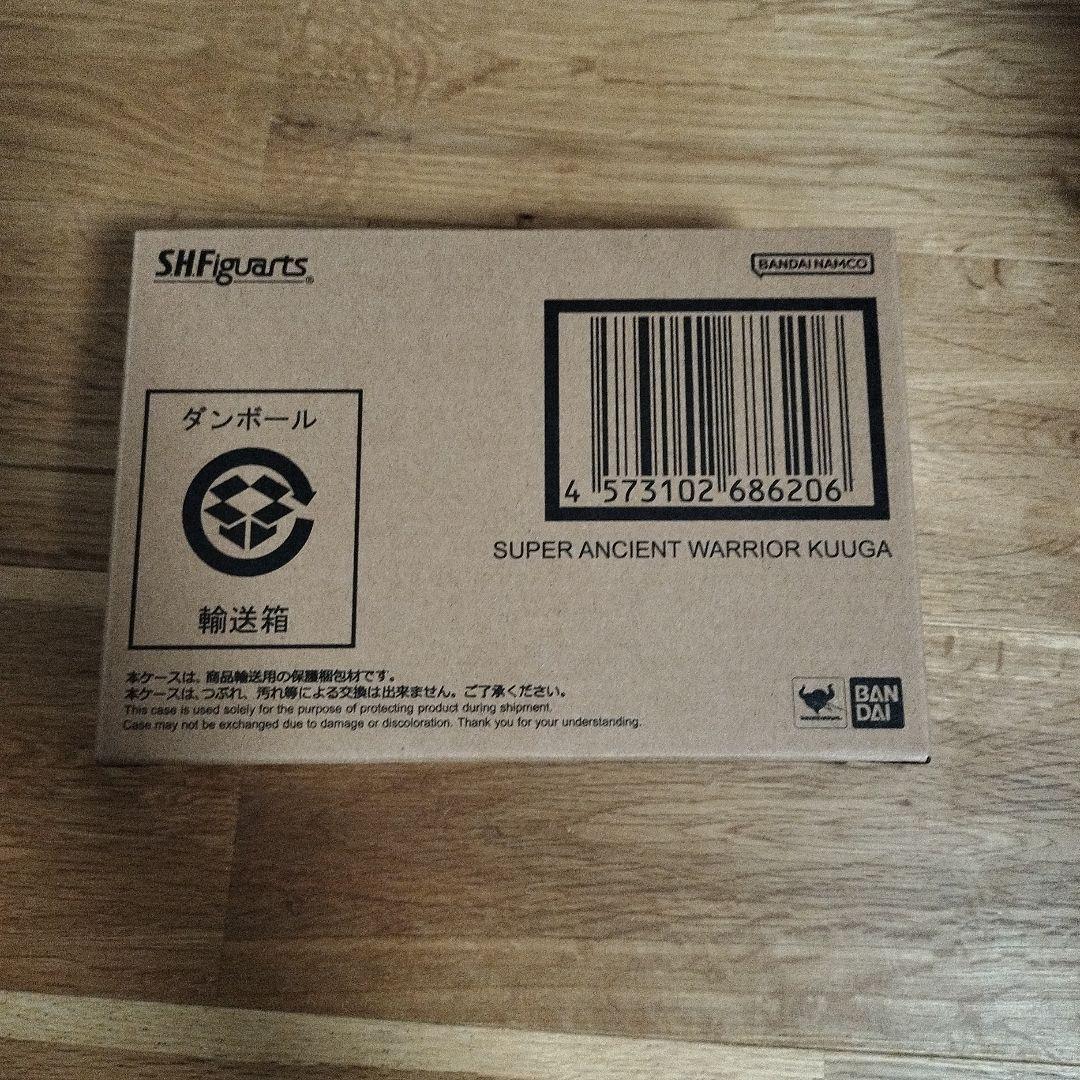 S.H.Figuarts®
BANDAI NAMCO
4 573102 686206
SUPER ANCIENT WARRIOR KUUGA
ダンボール
輸送箱
本ケースは、商品輸送用の保護梱包材です。
本ケースは、つぶれ、汚れ等による交換は出来ません。ご了承ください。
This case is used solely for the purpose of protecting product during shipment.
Case may not be exchanged due to damage or discoloration. Thank you for your understanding.
BAN
DAI